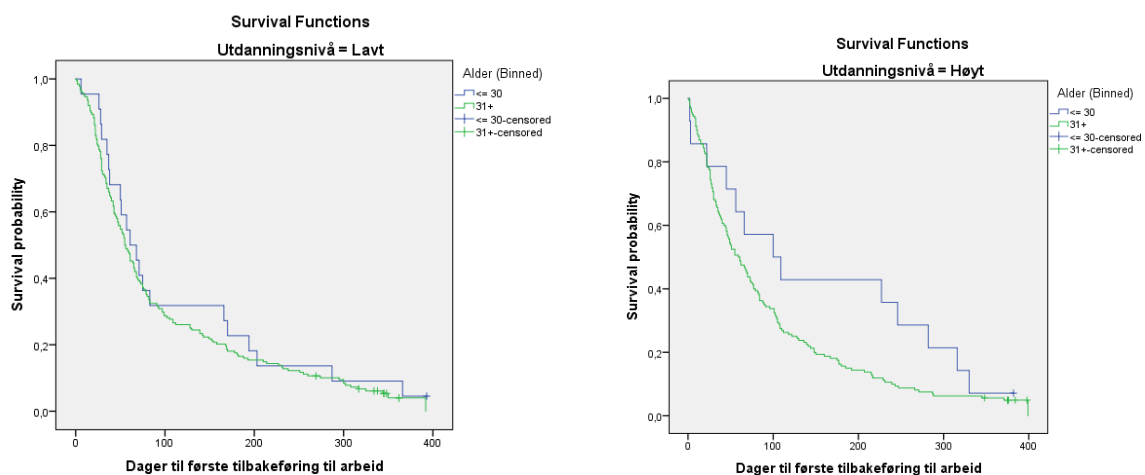 Survival Functions
Utdanningsnivå = Lavt
Alder (Binned)
<= 30
31+
<= 30-censored
31+-censored
Survival probability
1,0
0,8
0,6
0,4
0,2
0,0
0
100
200
300
400
Dager til første tilbakeføring til arbeid
Survival Functions
Utdanningsnivå = Høyt
Alder (Binned)
<= 30
31+
<= 30-censored
31+-censored
Survival probability
1,0
0,8
0,6
0,4
0,2
0,0
0
100
200
300
400
Dager til første tilbakeføring til arbeid